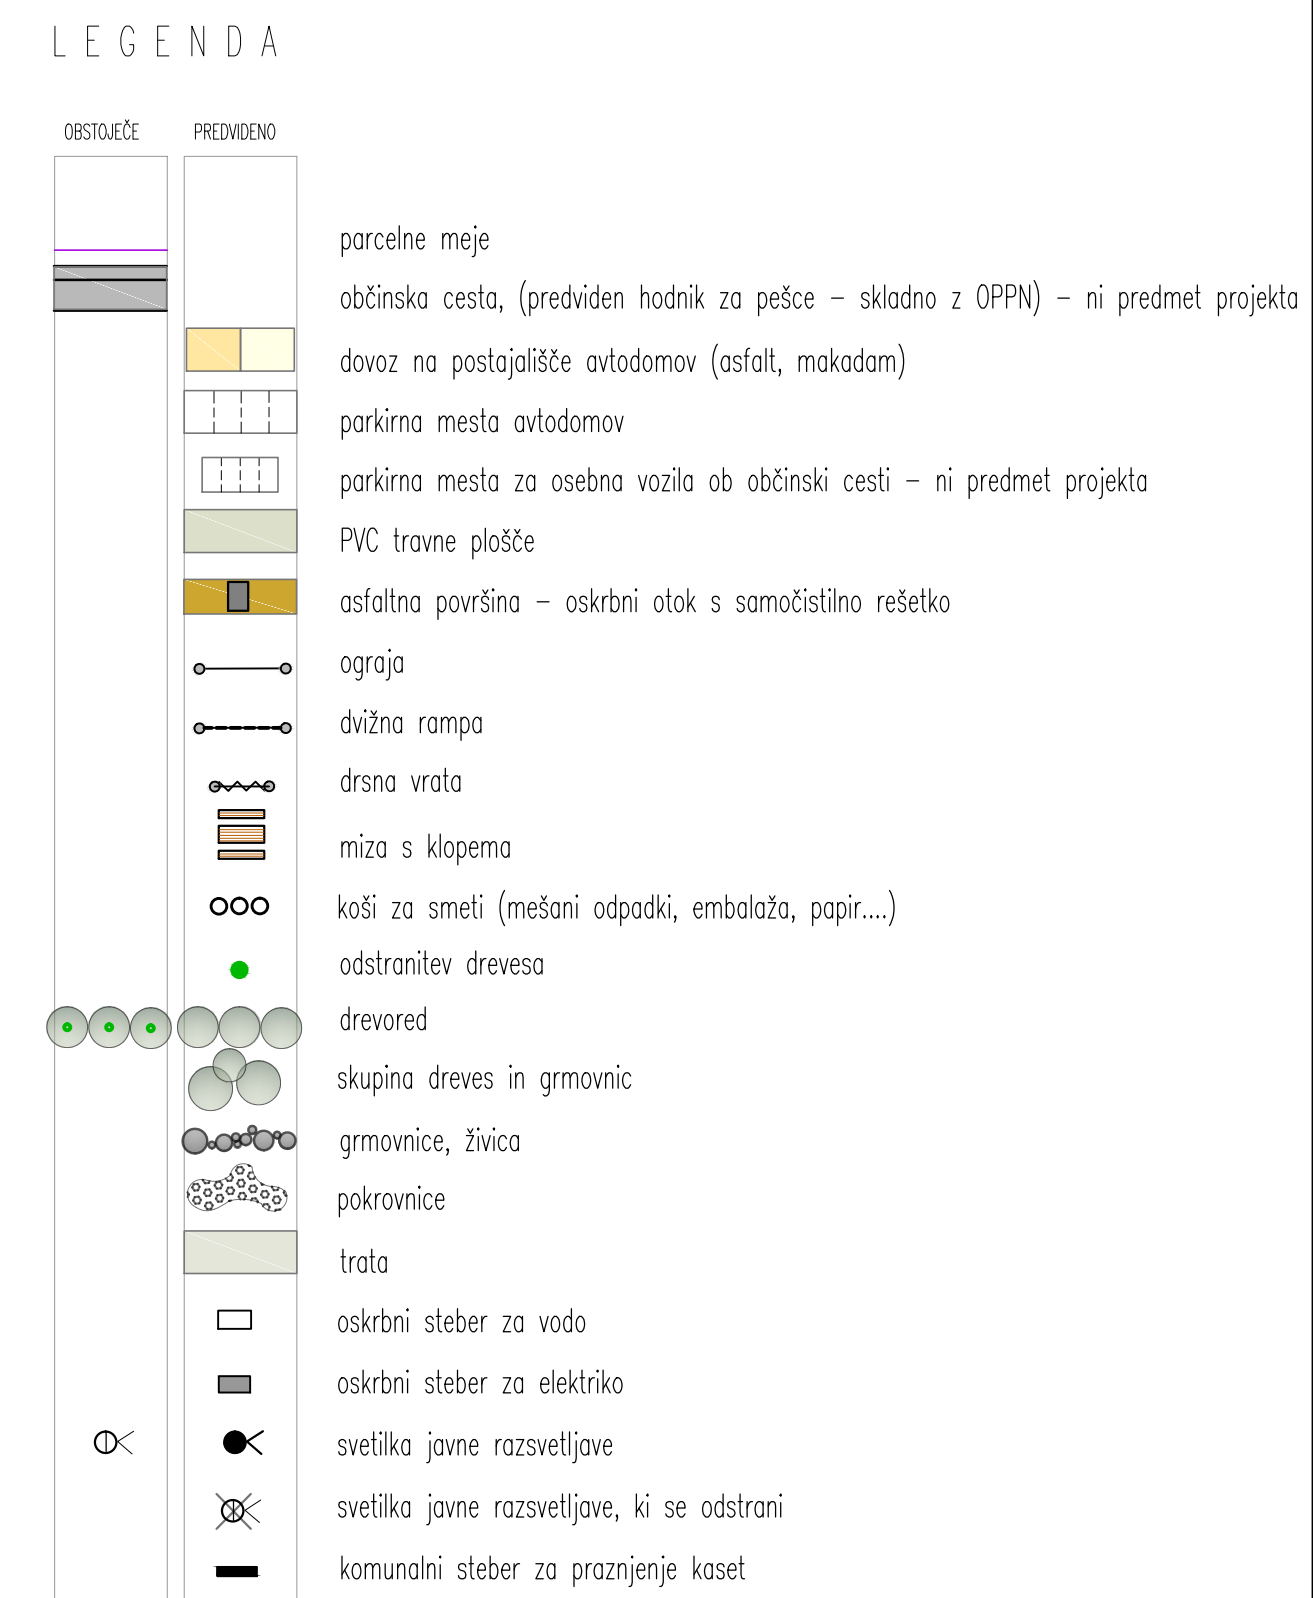 LEGENDA
OBSTOJEČE PREDVIDENO
parcelne meje
občinska cesta, (predviden hodnik za pešce – skladno z OPPN) – ni predmet projekta
dovoz na postajališče avtodomov (asfalt, makadam)
parkirna mesta avtodomov
parkirna mesta za osebna vozila ob občinski cesti – ni predmet projekta
PVC travne plošče
asfaltna površina – oskrbni otok s samočistilno rešetko
ograja
dvižna rampa
drsna vrata
miza s klopema
koši za smeti (mešani odpadki, embalaža, papir....)
odstranitev drevesa
drevored
skupina dreves in grmovnic
grmovnice, živica
pokrovnice
trata
oskrbni steber za vodo
oskrbni steber za elektriko
svetilka javne razsvetljave
svetilka javne razsvetljave, ki se odstrani
komunalni steber za praznjenje kaset